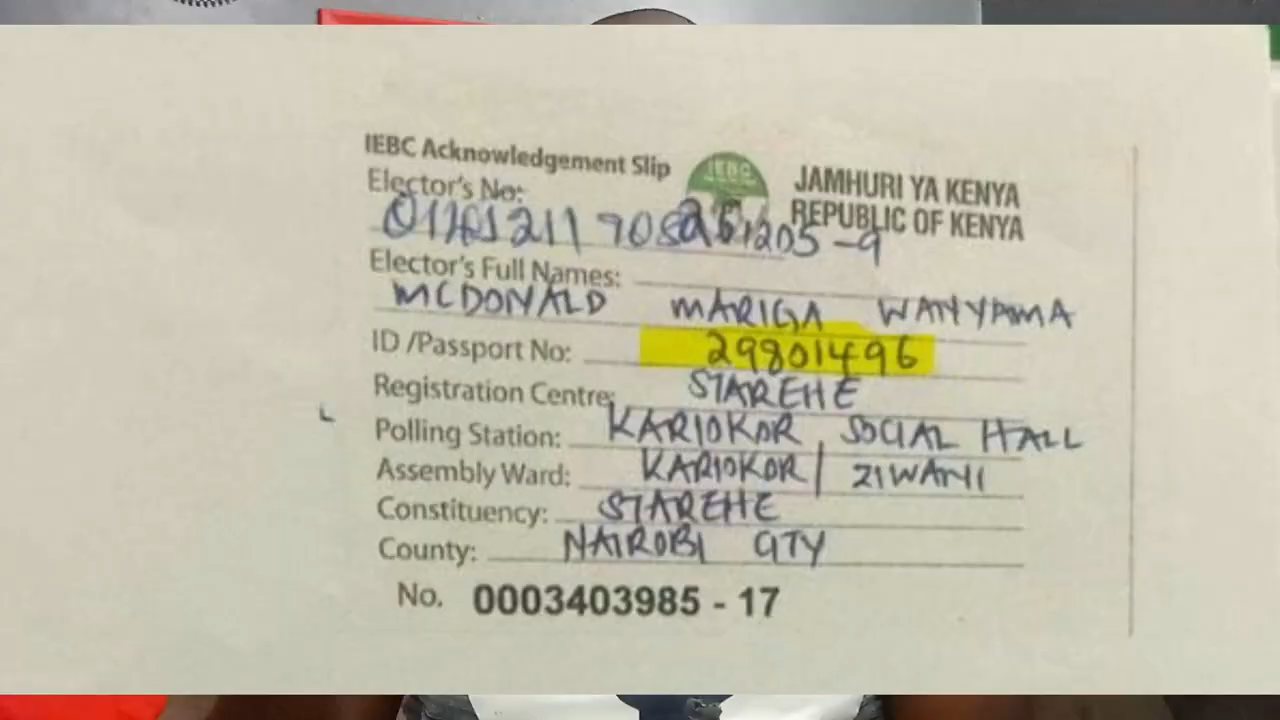 IEBC Acknowledgement Slip
IEBC
JAMHURI YA KENYA
REPUBLIC OF KENYA
Elector's No:
Elector's Full Names:
MCDONALD MARIGA WANYAMA
ID /Passport No: 29801496
Registration Centre: STAREHE
Polling Station: KARIOKOR SOCIAL HALL
Assembly Ward: KARIOKOR / ZIWANI
Constituency: STAREHE
County: NAIROBI CITY
No. 0003403985 - 17